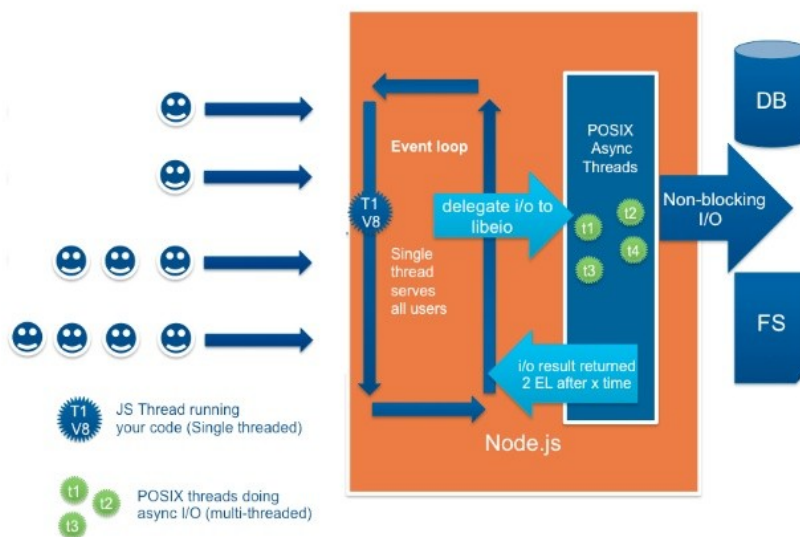 Event loop
T1
V8
Single
thread
serves
all users
delegate i/o to
libeio
POSIX
Async
Threads
t1
t2
t3
t4
i/o result returned
2 EL after x time
Node.js
Non-blocking
I/O
DB
FS
T1
V8
JS Thread running
your code (Single threaded)
t1
t2
t3
POSIX threads doing
async I/O (multi-threaded)